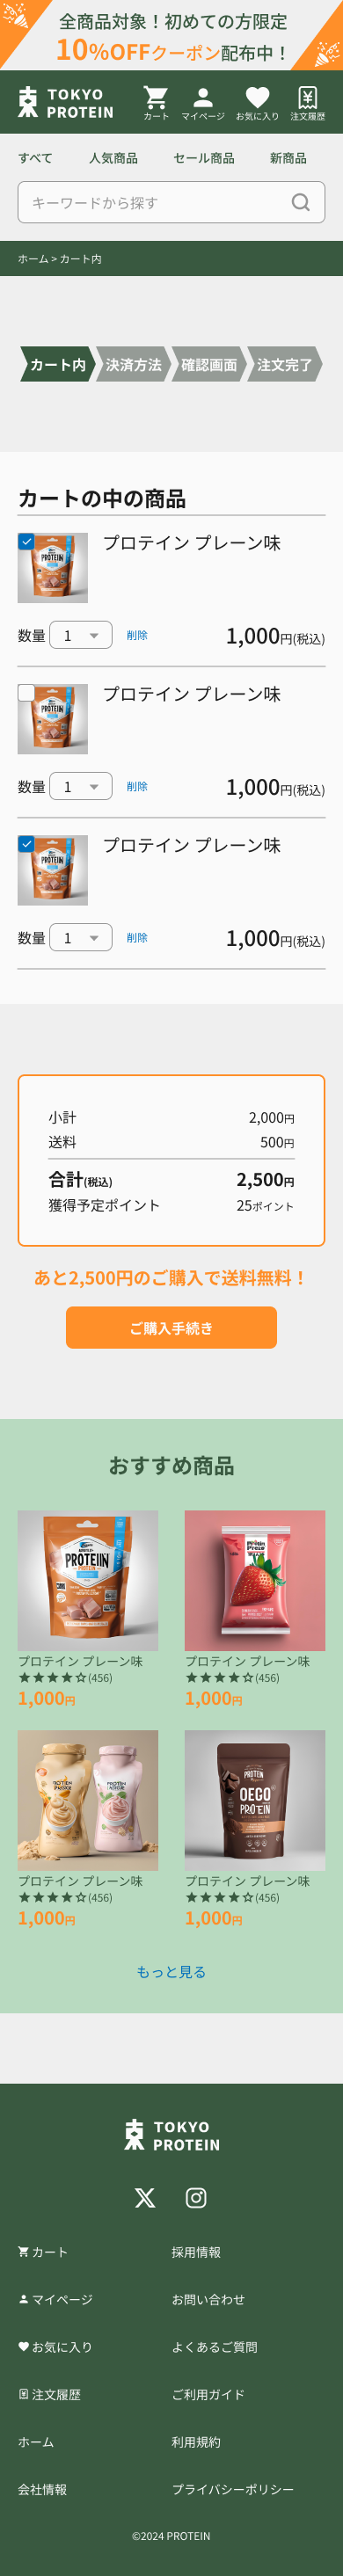 全商品対象！初めての方限定
10%OFFクーポン配布中！
TOKYO
PROTEIN
カート マイページ お気に入り 注文履歴
すべて 人気商品 セール商品 新商品
キーワードから探す
ホーム > カート内
カート内 決済方法 確認画面 注文完了
カートの中の商品
プロテイン プレーン味
数量 1 削除 1,000円(税込)
プロテイン プレーン味
数量 1 削除 1,000円(税込)
プロテイン プレーン味
数量 1 削除 1,000円(税込)
小計 2,000円
送料 500円
合計(税込) 2,500円
獲得予定ポイント 25ポイント
あと2,500円のご購入で送料無料！
ご購入手続き
おすすめ商品
プロテイン プレーン味
★★★★☆(456)
1,000円
プロテイン プレーン味
★★★★☆(456)
1,000円
プロテイン プレーン味
★★★★☆(456)
1,000円
OEGO
プロテイン プレーン味
★★★★☆(456)
1,000円
もっと見る
TOKYO
PROTEIN
カート 採用情報
マイページ お問い合わせ
お気に入り よくあるご質問
注文履歴 ご利用ガイド
ホーム 利用規約
会社情報 プライバシーポリシー
©2024 PROTEIN